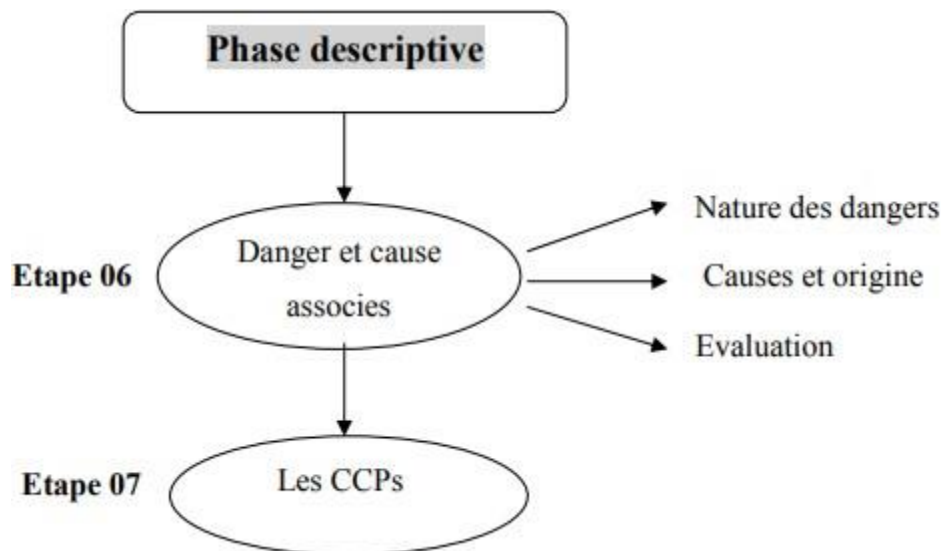 Phase descriptive
Nature des dangers
Danger et cause
Etape 06
Causes et origine
associes
Evaluation
Etape 07
Les CCPs